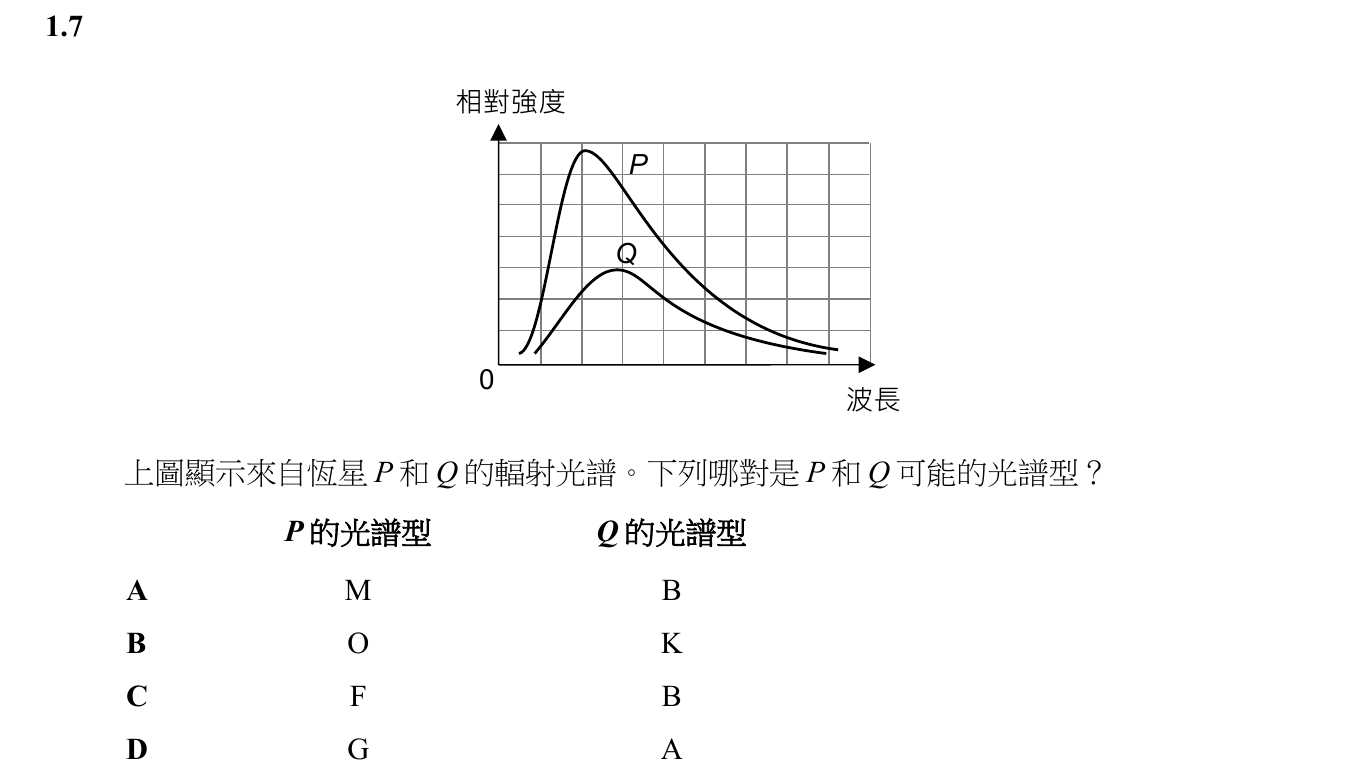 1.7
相對強度
P
Q
0
波長
上圖顯示來自恆星 P 和 Q 的輻射光譜。下列哪對是 P 和 Q 可能的光譜型？
P 的光譜型 Q 的光譜型
A M B
B O K
C F B
D G A